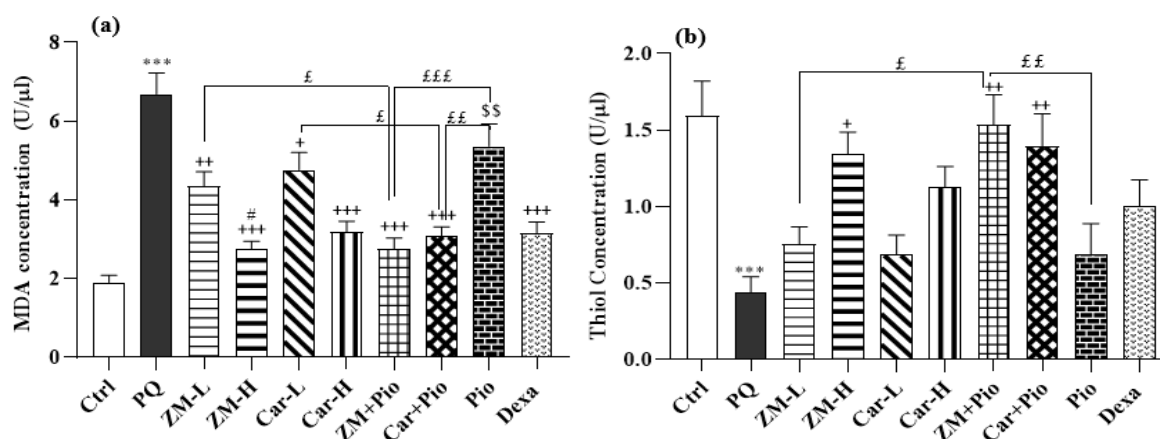 (a)
MDA concentration (U/µl)
8
6
4
2
0
***
++
#
+++
+
+++
+++
+++
$$
+++
£
£££
£
££
Ctrl
PQ
ZM-L
ZM-H
Car-L
Car-H
ZM+Pio
Car+Pio
Pio
Dexa
(b)
Thiol Concentration (U/µl)
2.0
1.5
1.0
0.5
0.0
***
+
++
++
£
££
Ctrl
PQ
ZM-L
ZM-H
Car-L
Car-H
ZM+Pio
Car+Pio
Pio
Dexa